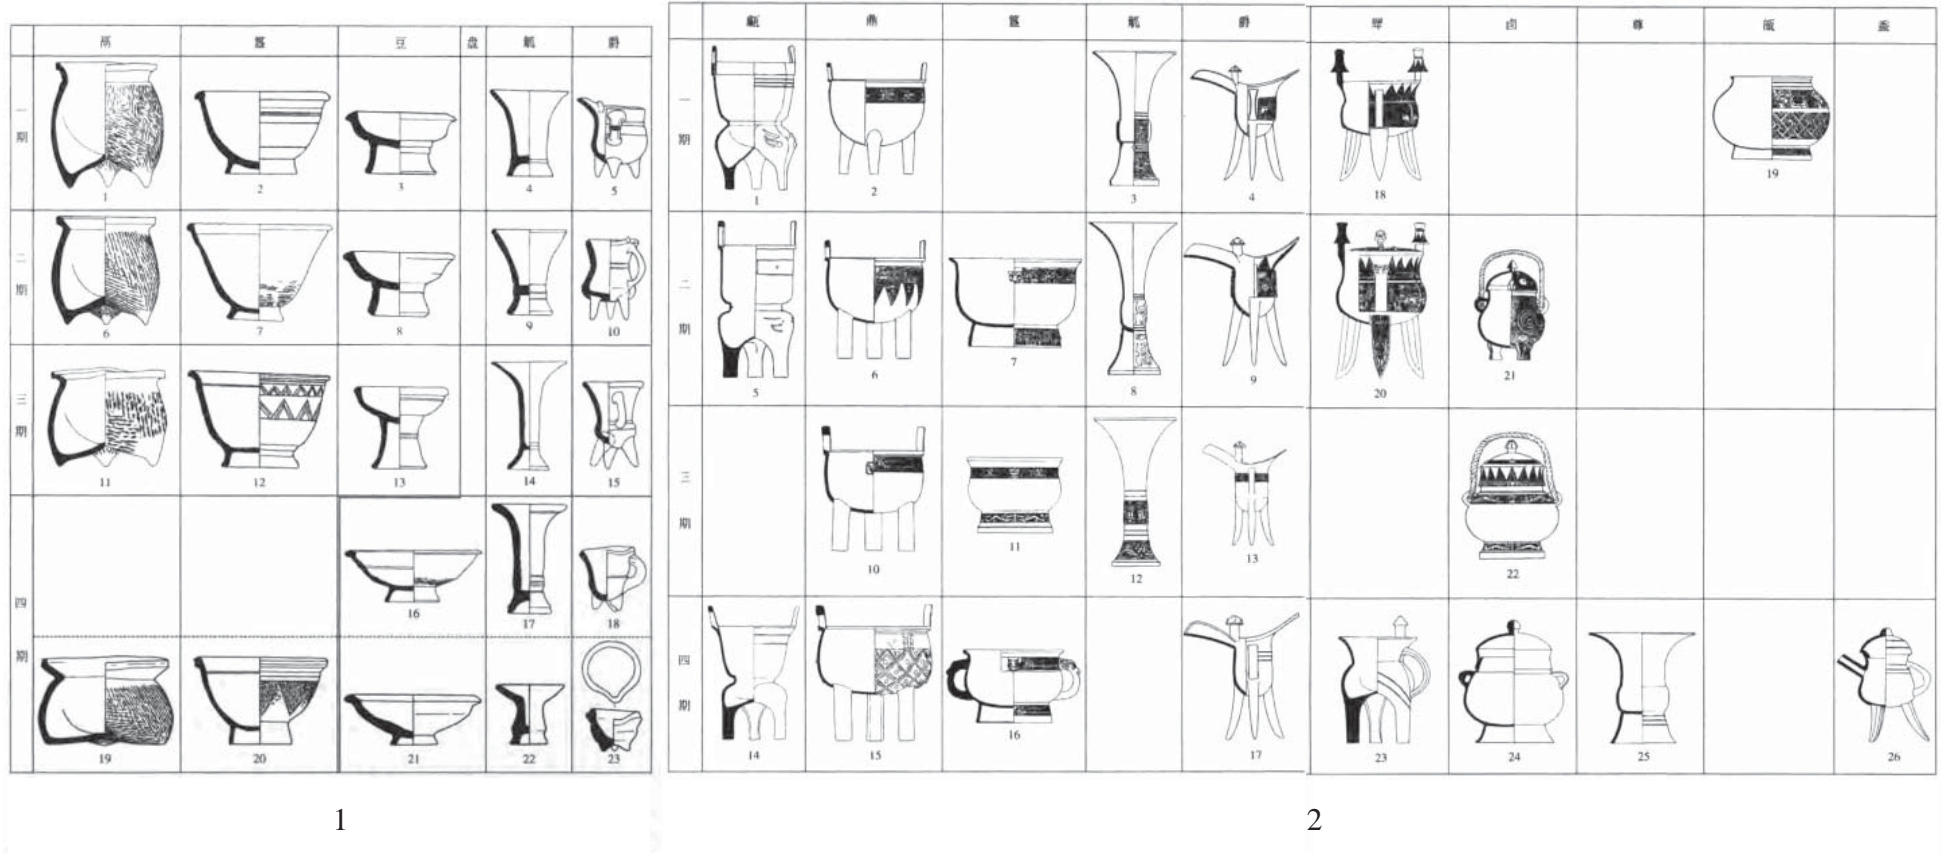 鬲 簋 豆 盘 觚 爵
一期
1 2 3 4 5
二期
6 7 8 9 10
三期
11 12 13 14 15
四期
16 17 18
19 20 21 22 23
1
甗 鼎 簋 觚 爵 斝 卣 尊 瓿 盉
一期
1 2 3 4 18 19
二期
5 6 7 8 9 20 21
三期
10 11 12 13 22
四期
14 15 16 17 23 24 25 26
2